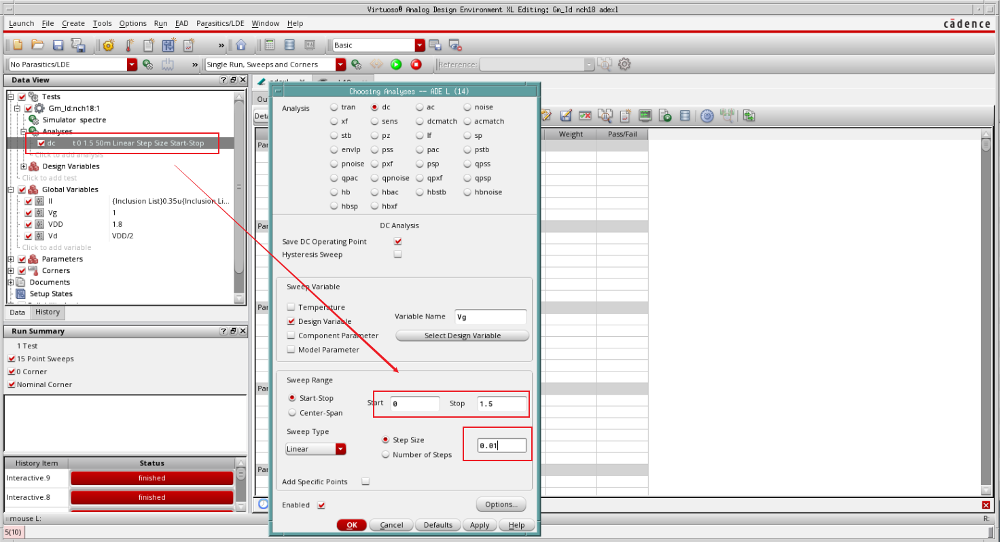 Virtuoso® Analog Design Environment XL Editing: Gm_Id nch18 adexl
Launch File Create Tools Options Run EAD Parasitics/LDE Window Help
cādence
» Basic
No Parasitics/LDE » Single Run, Sweeps and Corners Reference:
Data View
Tests
Gm_Id:nch18:1
Simulator spectre
Analyses
dc t 0 1.5 50m Linear Step Size Start-Stop
Click to add analysis
Design Variables
Click to add test
Global Variables
ll {Inclusion List}0.35u{Inclusion Li...
Vg 1
VDD 1.8
Vd VDD/2
Click to add variable
Parameters
Corners
Documents
Setup States
Data History
Run Summary
1 Test
15 Point Sweeps
0 Corner
Nominal Corner
History Item Status
Interactive.9 finished
Interactive.8 finished
mouse L:
5(10)
R:
Ou
Deta
Par
Par
Par
Par
Par
Weight Pass/Fail
Choosing Analyses -- ADE L (14)
Analysis tran dc ac noise
xf sens dcmatch acmatch
stb pz lf sp
envlp pss pac pstb
pnoise pxf psp qpss
qpac qpnoise qpxf qpsp
hb hbac hbstb hbnoise
hbsp hbxf
DC Analysis
Save DC Operating Point
Hysteresis Sweep
Sweep Variable
Temperature
Design Variable Variable Name Vg
Component Parameter Select Design Variable
Model Parameter
Sweep Range
Start-Stop Start 0 Stop 1.5
Center-Span
Sweep Type
Linear Step Size 0.01
Number of Steps
Add Specific Points
Enabled Options...
OK Cancel Defaults Apply Help